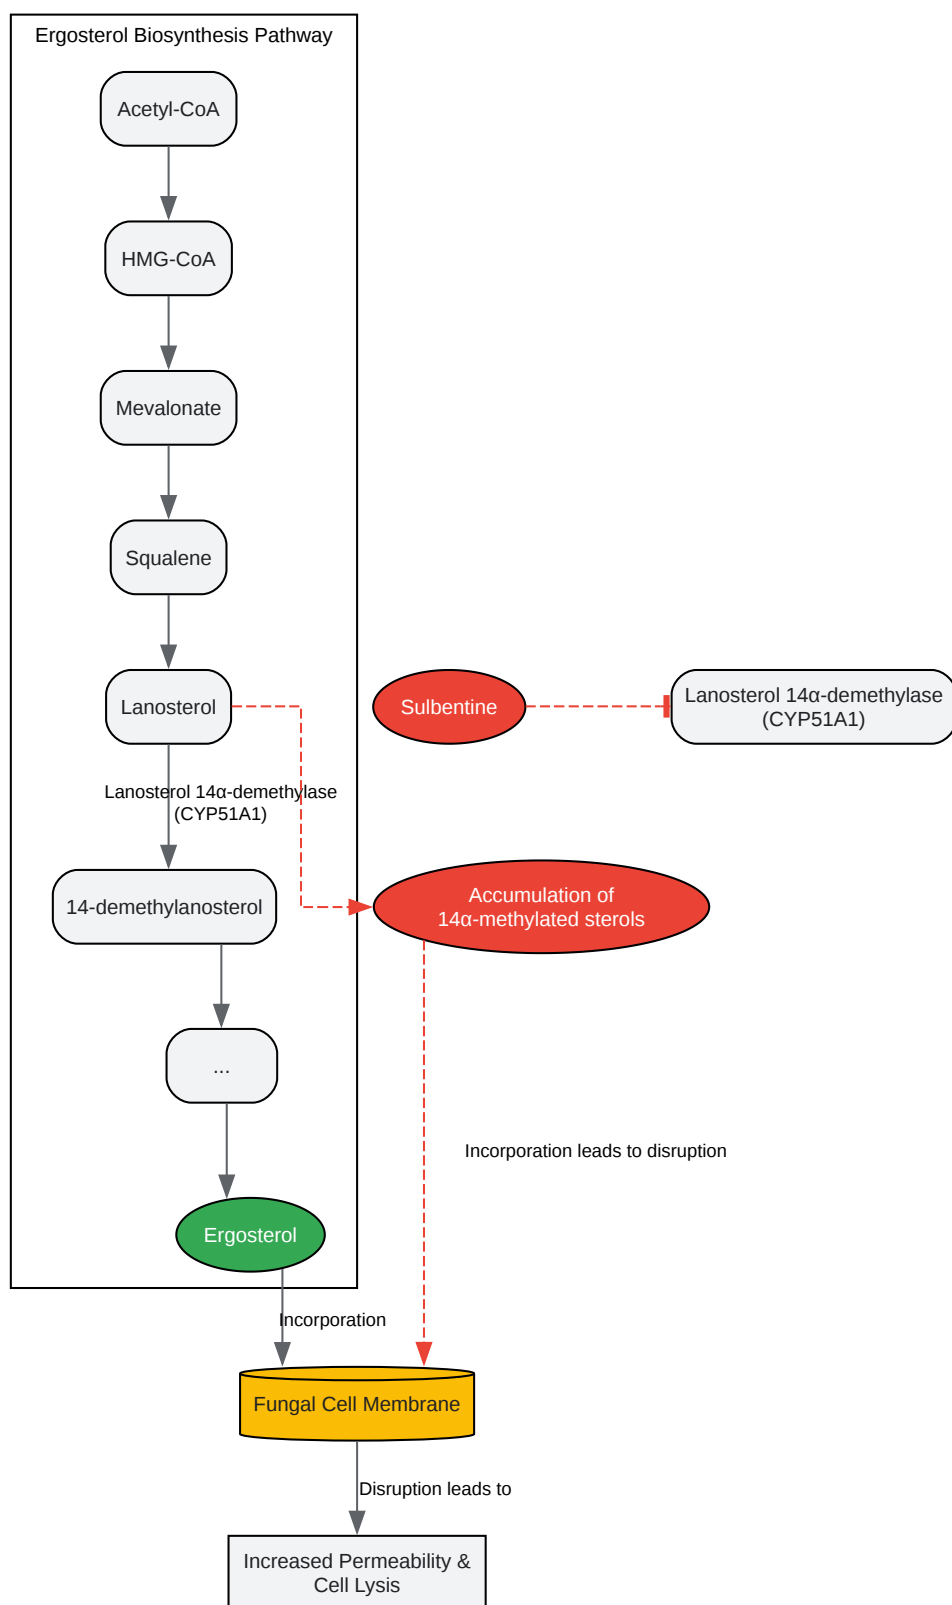 Ergosterol Biosynthesis Pathway
Acetyl-CoA
HMG-CoA
Mevalonate
Squalene
Lanosterol
Sulbentine
Lanosterol 14α-demethylase
(CYP51A1)
Lanosterol 14α-demethylase
(CYP51A1)
14-demethylanosterol
Accumulation of
14α-methylated sterols
...
Incorporation leads to disruption
Ergosterol
Incorporation
Fungal Cell Membrane
Disruption leads to
Increased Permeability &
Cell Lysis